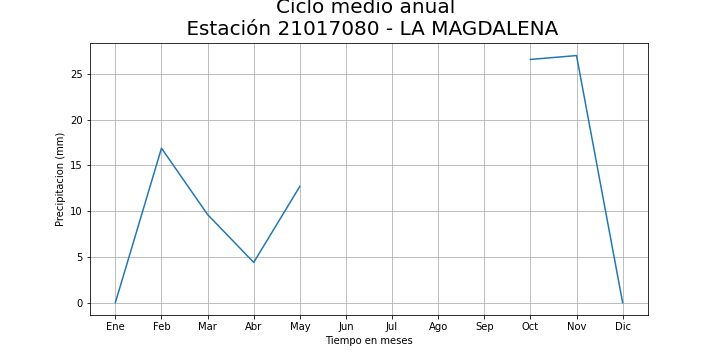 Ciclo medio anual
Estación 21017080 - LA MAGDALENA
25
20
15
10
5
0
Precipitacion (mm)
Ene Feb Mar Abr May Jun Jul Ago Sep Oct Nov Dic
Tiempo en meses